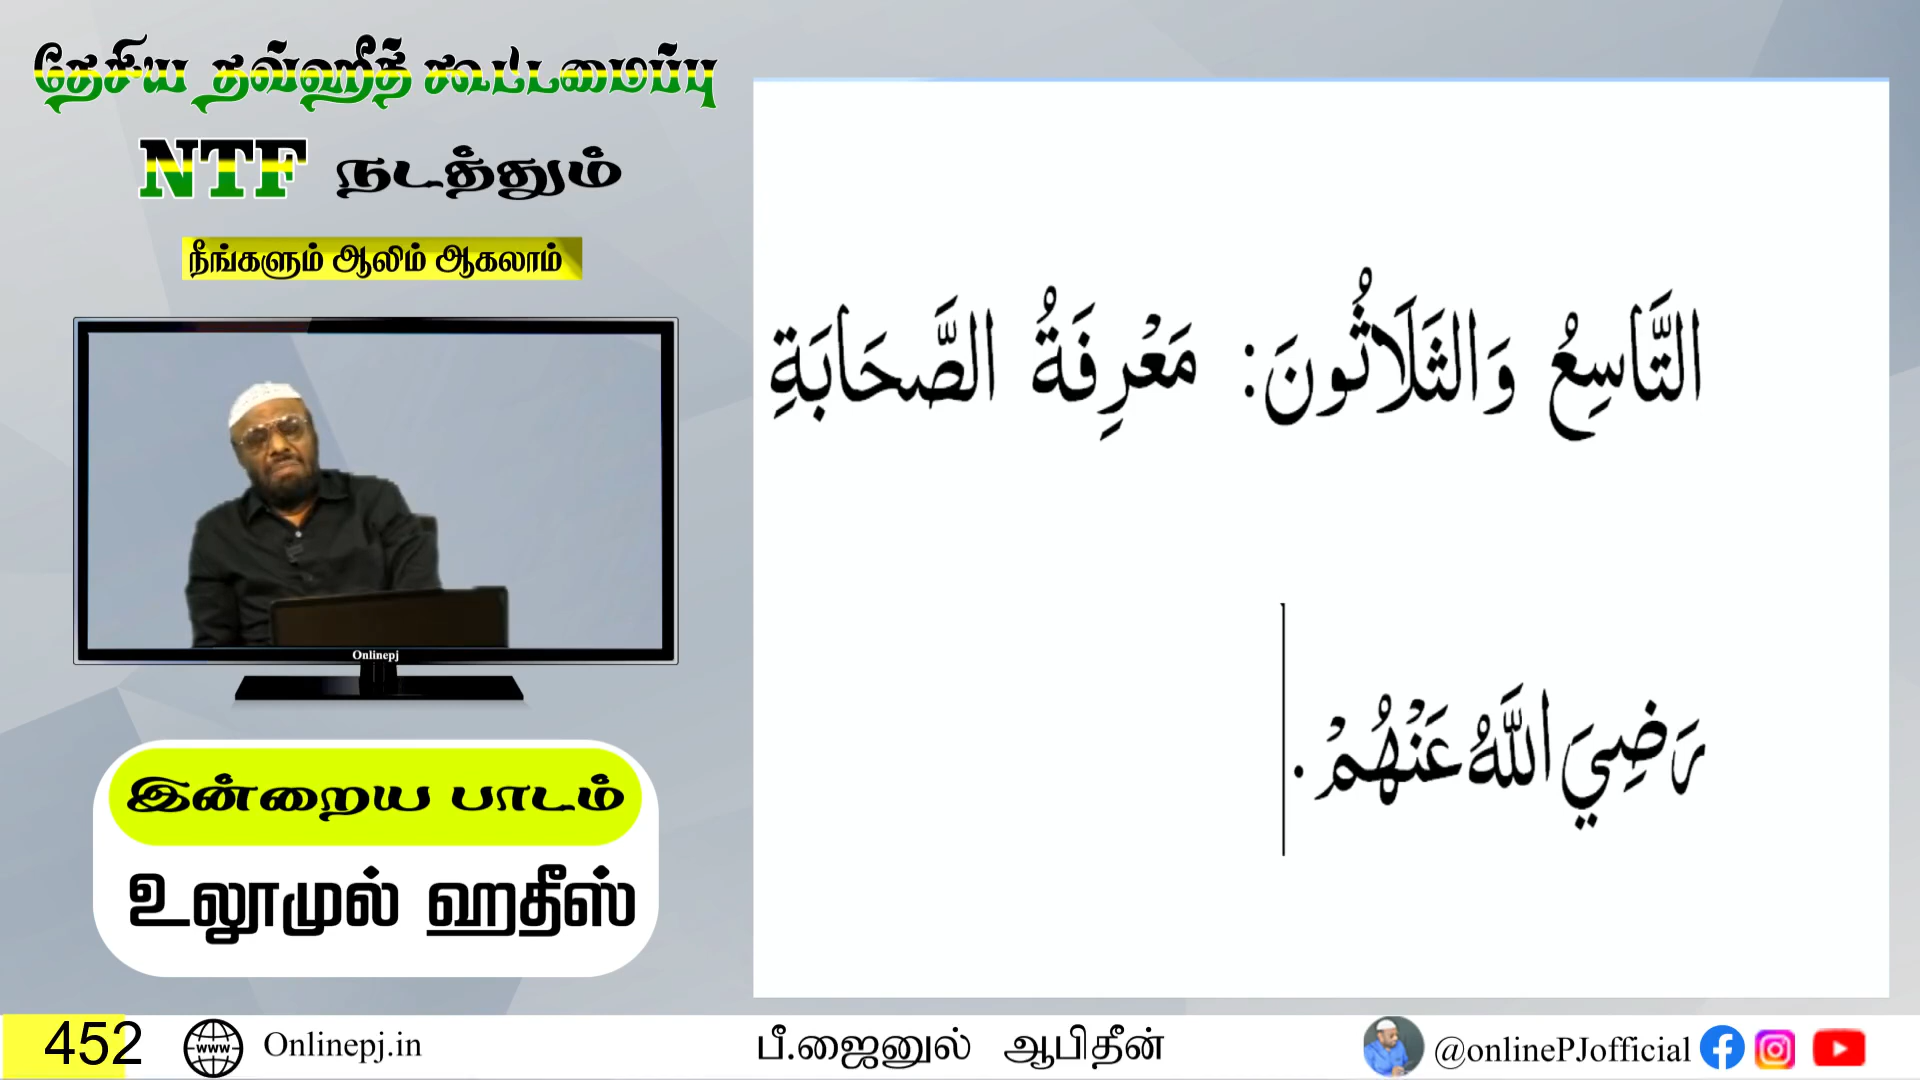 தேசிய தவ்ஹீத் கூட்டமைப்பு
NTF நடத்தும்
நீங்களும் ஆலிம் ஆகலாம்
Onlinepj
இன்றைய பாடம்
உலூமுல் ஹதீஸ்
التَّاسِعُ وَالثَّلَاثُونَ: مَعْرِفَةُ الصَّحَابَةِ
رَضِيَ اللَّهُ عَنْهُمْ .
452
www
Onlinepj.in
பீ.ஜைனுல் ஆபிதீன்
@onlinePJofficial